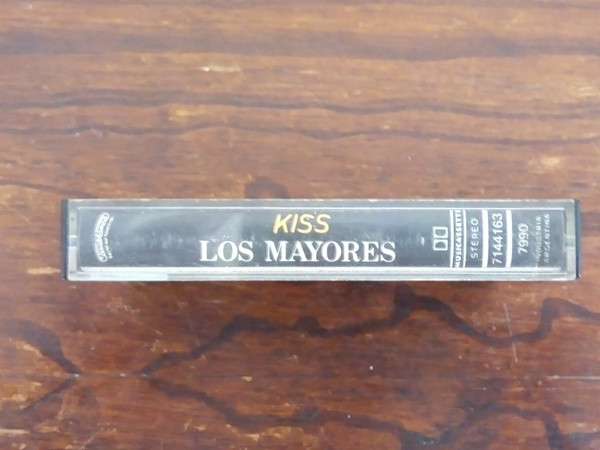 KISS
LOS MAYORES
MUSICASSETTE
STEREO
7144163
7990
INDUSTRIA
ARGENTINA